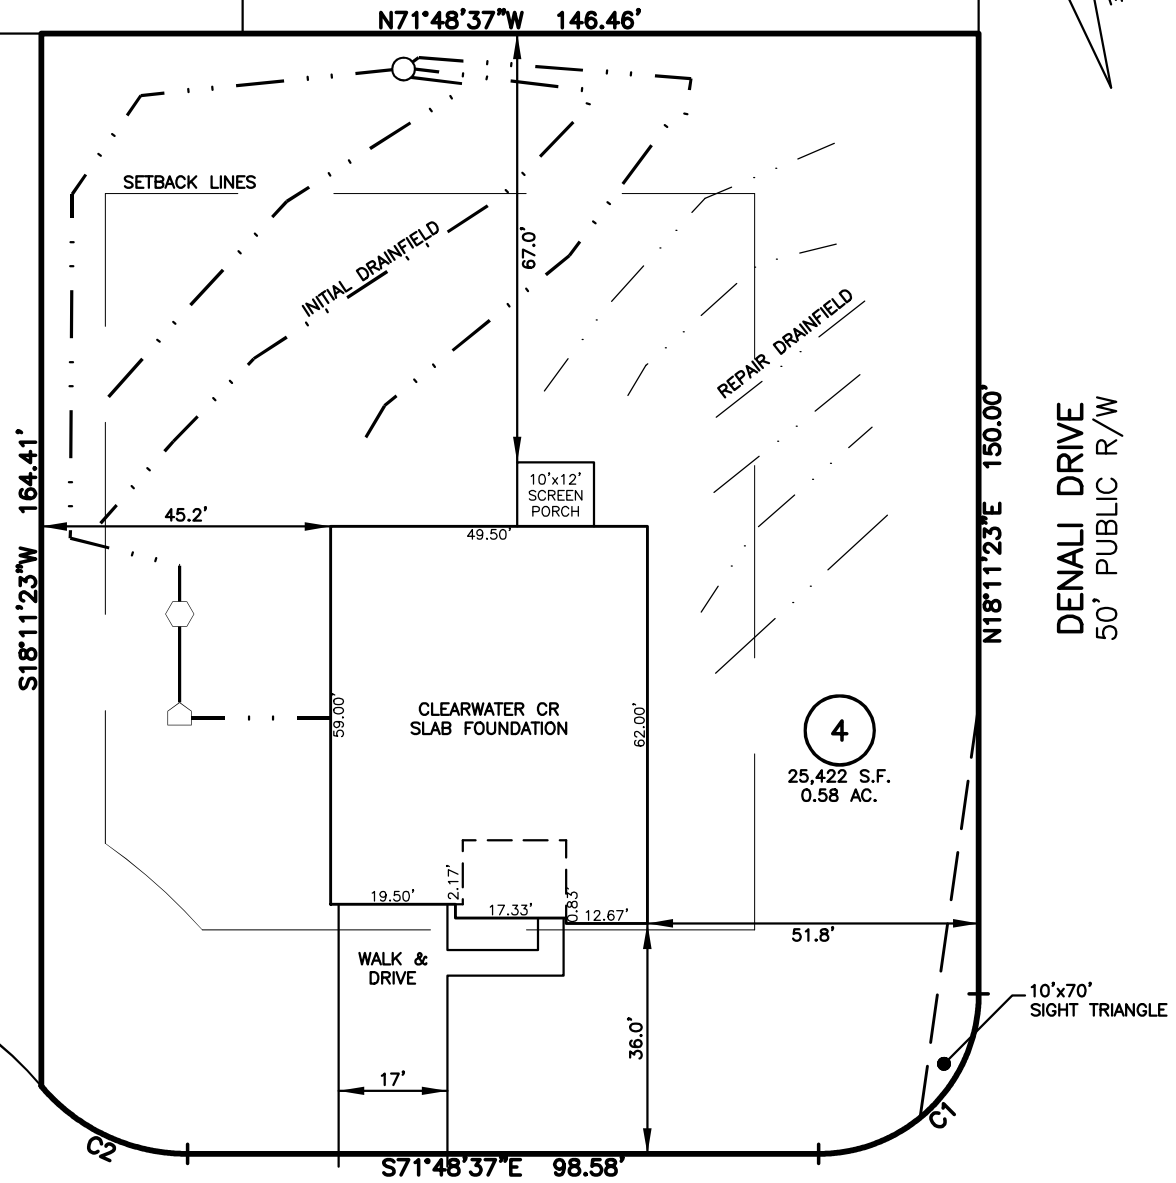 N71°48'37"W 146.46'
SETBACK LINES
INITIAL DRAINFIELD
67.0'
REPAIR DRAINFIELD
S18°11'23"W 164.41'
N18°11'23"E 150.00'
DENALI DRIVE
50' PUBLIC R/W
10'x12'
SCREEN
PORCH
45.2'
49.50'
59.00'
CLEARWATER CR
SLAB FOUNDATION
62.00'
4
25,422 S.F.
0.58 AC.
19.50'
2.17'
17.33'
0.83'
12.67'
51.8'
WALK &
DRIVE
36.0'
10'x70'
SIGHT TRIANGLE
17'
C1
C2
S71°48'37"E 98.58'